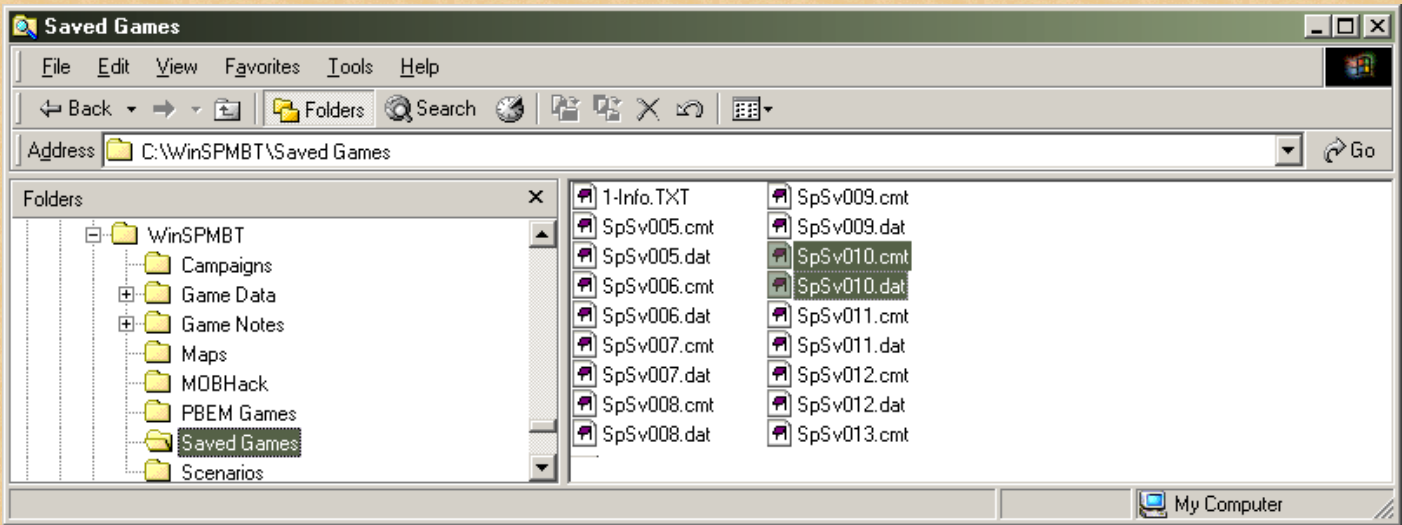 Saved Games
File Edit View Favorites Tools Help
Back Folders Search
Address C:\WinSPMBT\Saved Games Go
Folders
WinSPMBT
Campaigns
Game Data
Game Notes
Maps
MOBHack
PBEM Games
Saved Games
Scenarios
1-Info.TXT
SpSv005.cmt
SpSv005.dat
SpSv006.cmt
SpSv006.dat
SpSv007.cmt
SpSv007.dat
SpSv008.cmt
SpSv008.dat
SpSv009.cmt
SpSv009.dat
SpSv010.cmt
SpSv010.dat
SpSv011.cmt
SpSv011.dat
SpSv012.cmt
SpSv012.dat
SpSv013.cmt
My Computer